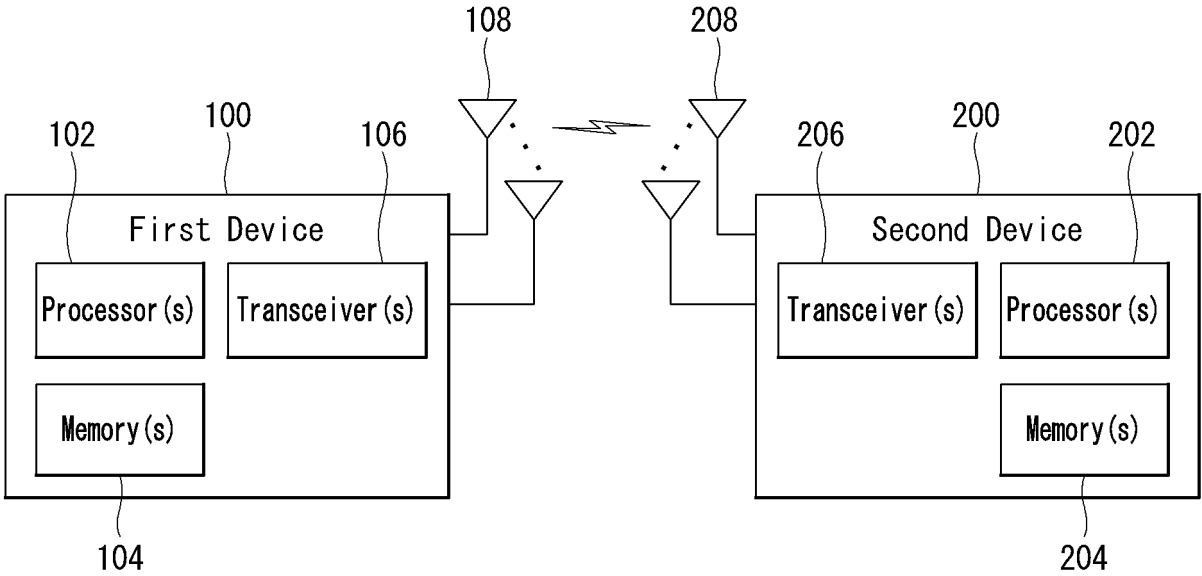 108
208
100
200
102
106
206
202
First Device
Second Device
Processor(s)
Transceiver(s)
Transceiver(s)
Processor(s)
Memory(s)
Memory(s)
104
204